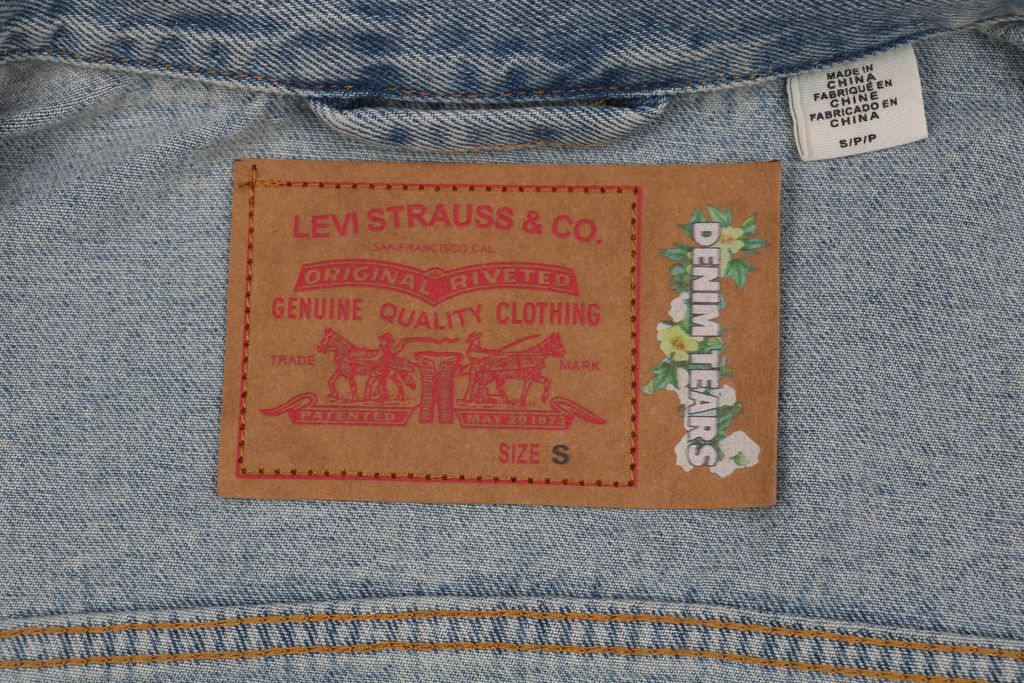 MADE IN
CHINA
FABRIQUÉ EN
CHINE
FABRICADO EN
CHINA
S/P/P
LEVI STRAUSS & CO.
SAN FRANCISCO.CAL
ORIGINAL RIVETED
GENUINE QUALITY CLOTHING
TRADE MARK
PATENTED MAY 20 1873
SIZE S
DENIM TEARS